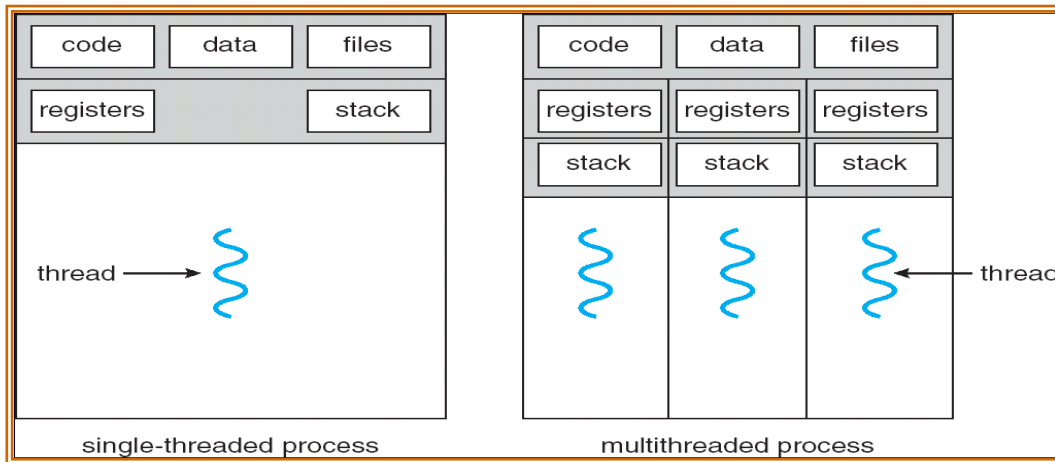 code data files
registers stack
thread
single-threaded process
code data files
registers registers registers
stack stack stack
thread
multithreaded process